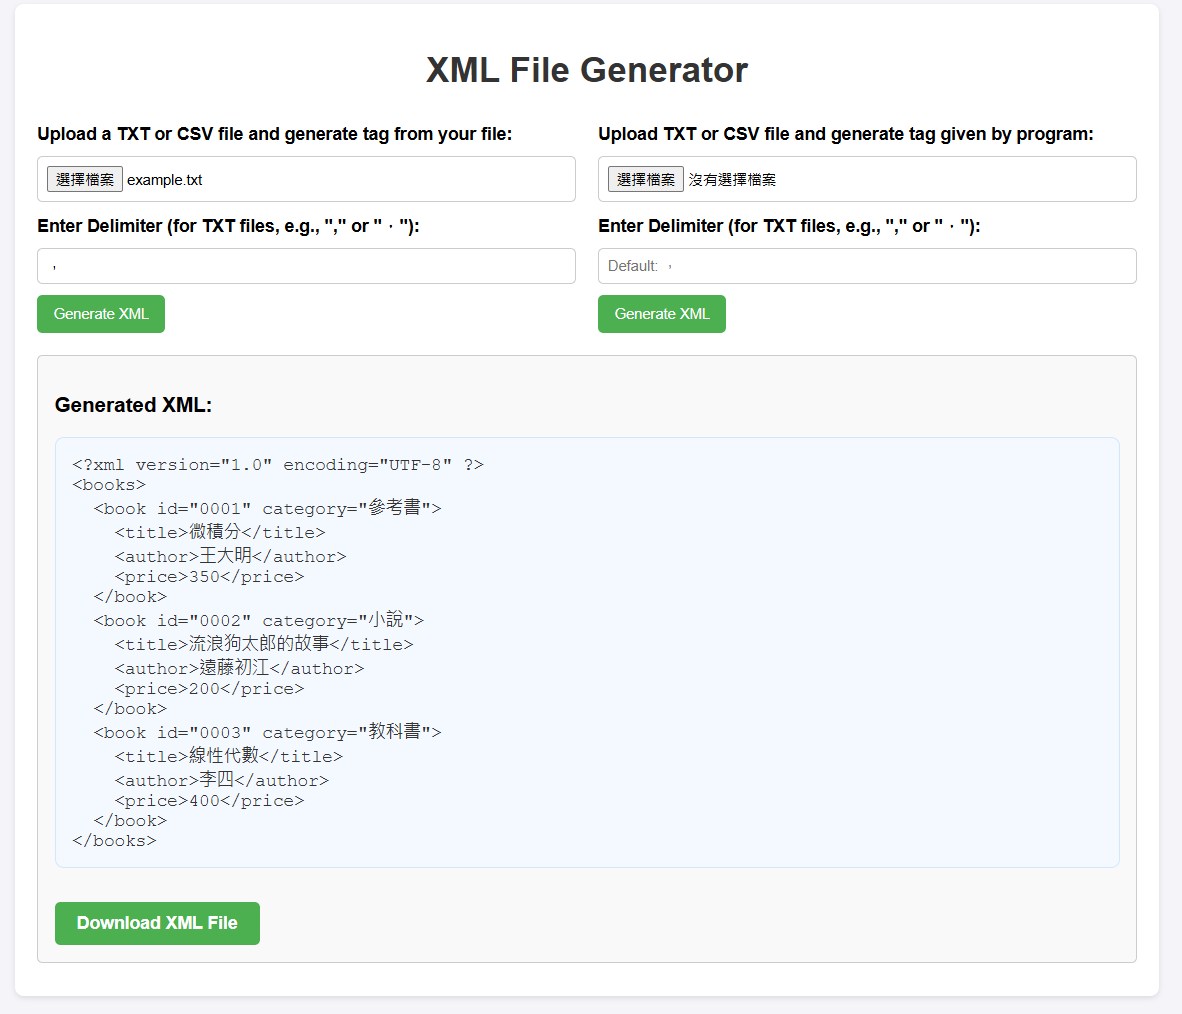 XML File Generator
Upload a TXT or CSV file and generate tag from your file:
選擇檔案 example.txt
Enter Delimiter (for TXT files, e.g., "," or "，"):
，
Generate XML
Upload TXT or CSV file and generate tag given by program:
選擇檔案 沒有選擇檔案
Enter Delimiter (for TXT files, e.g., "," or "，"):
Default: ，
Generate XML
Generated XML:
<?xml version="1.0" encoding="UTF-8" ?>
<books>
  <book id="0001" category="參考書">
    <title>微積分</title>
    <author>王大明</author>
    <price>350</price>
  </book>
  <book id="0002" category="小說">
    <title>流浪狗太郎的故事</title>
    <author>遠藤初江</author>
    <price>200</price>
  </book>
  <book id="0003" category="教科書">
    <title>線性代數</title>
    <author>李四</author>
    <price>400</price>
  </book>
</books>
Download XML File